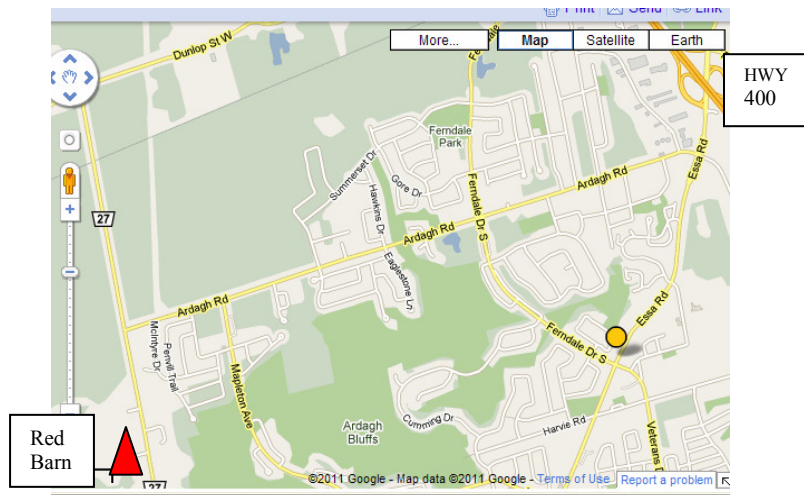 Print Send Link
More... Map Satellite Earth
HWY
400
Dunlop St W
Ferndale
Park
Essa Rd
Summerset Dr
Gore Dr
Hawkins Dr
Ferndale Dr S
Ardagh Rd
27
Ardagh Rd
Eaglestone Ln
Ardagh Rd
Essa Rd
McIntyre Dr
Penvill Trail
Ferndale Dr S
Mapleton Ave
Cumming Dr
Harvie Rd
Ardagh
Bluffs
Veterans D
Red
Barn
27
©2011 Google - Map data ©2011 Google - Terms of Use Report a problem